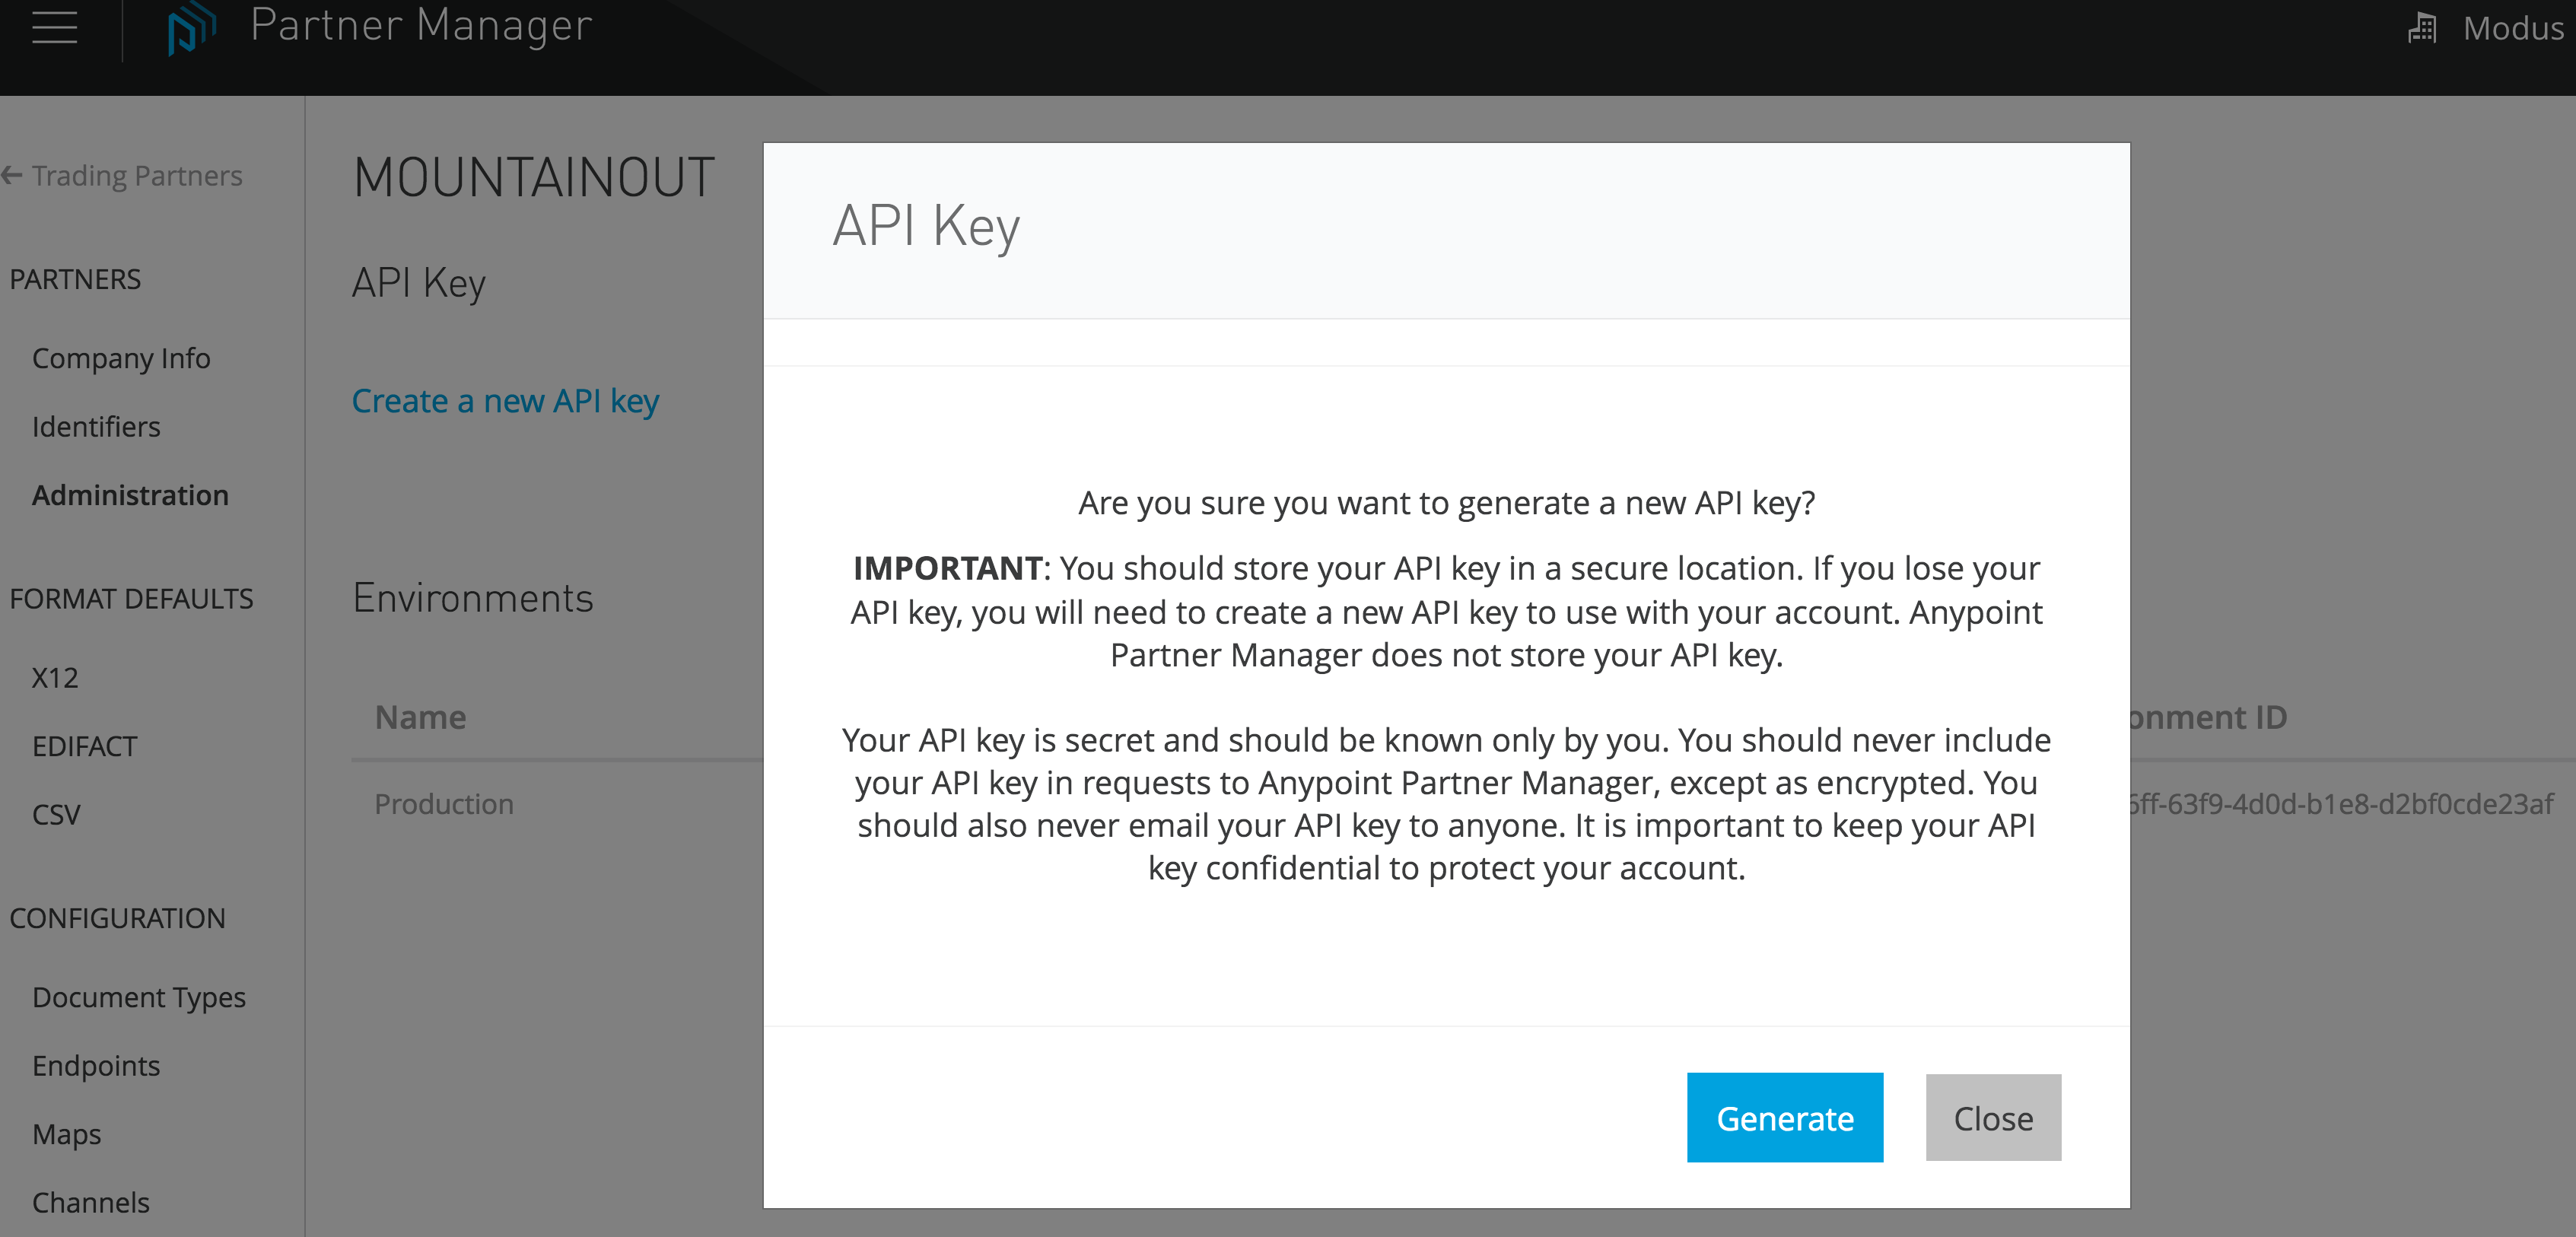 Partner Manager
Modus
← Trading Partners
PARTNERS
Company Info
Identifiers
Administration
FORMAT DEFAULTS
X12
EDIFACT
CSV
CONFIGURATION
Document Types
Endpoints
Maps
Channels
MOUNTAINOUT
API Key
Create a new API key
Environments
Name
onment ID
Production
6ff-63f9-4d0d-b1e8-d2bf0cde23af
API Key
Are you sure you want to generate a new API key?
IMPORTANT: You should store your API key in a secure location. If you lose your
API key, you will need to create a new API key to use with your account. Anypoint
Partner Manager does not store your API key.
Your API key is secret and should be known only by you. You should never include
your API key in requests to Anypoint Partner Manager, except as encrypted. You
should also never email your API key to anyone. It is important to keep your API
key confidential to protect your account.
Generate
Close